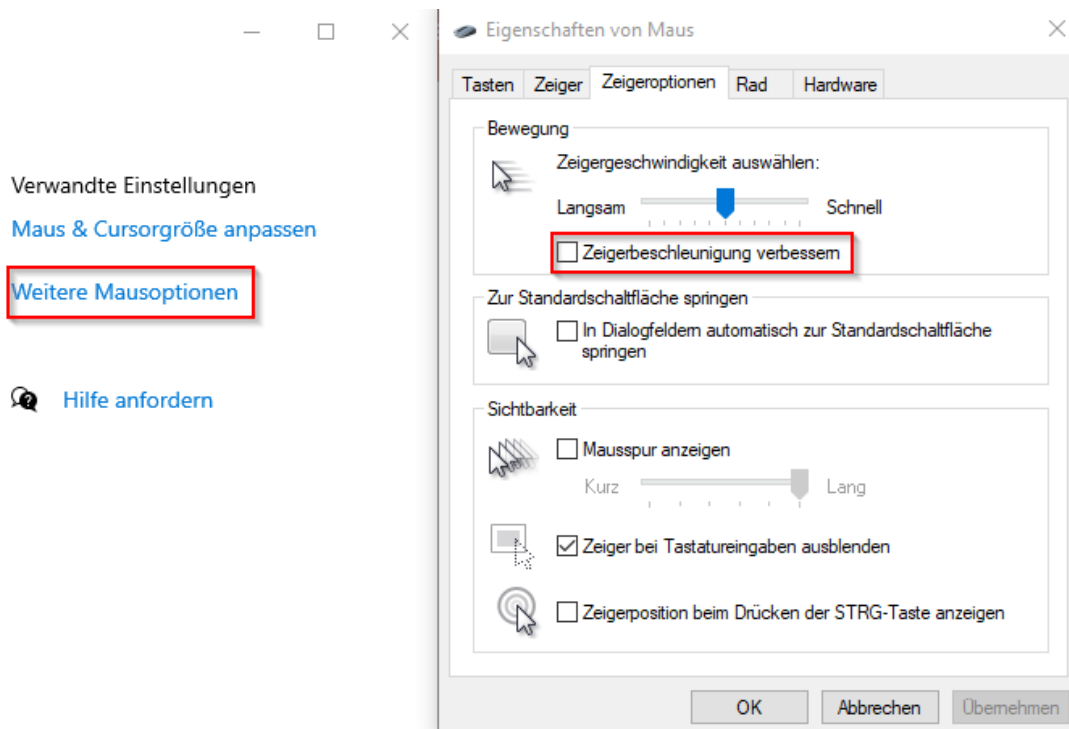 Verwandte Einstellungen
Maus & Cursorgröße anpassen
Weitere Mausoptionen
Hilfe anfordern
Eigenschaften von Maus
Tasten Zeiger Zeigeroptionen Rad Hardware
Bewegung
Zeigergeschwindigkeit auswählen:
Langsam Schnell
Zeigerbeschleunigung verbessern
Zur Standardschaltfläche springen
In Dialogfeldern automatisch zur Standardschaltfläche
springen
Sichtbarkeit
Mausspur anzeigen
Kurz Lang
Zeiger bei Tastatureingaben ausblenden
Zeigerposition beim Drücken der STRG-Taste anzeigen
OK Abbrechen Übernehmen